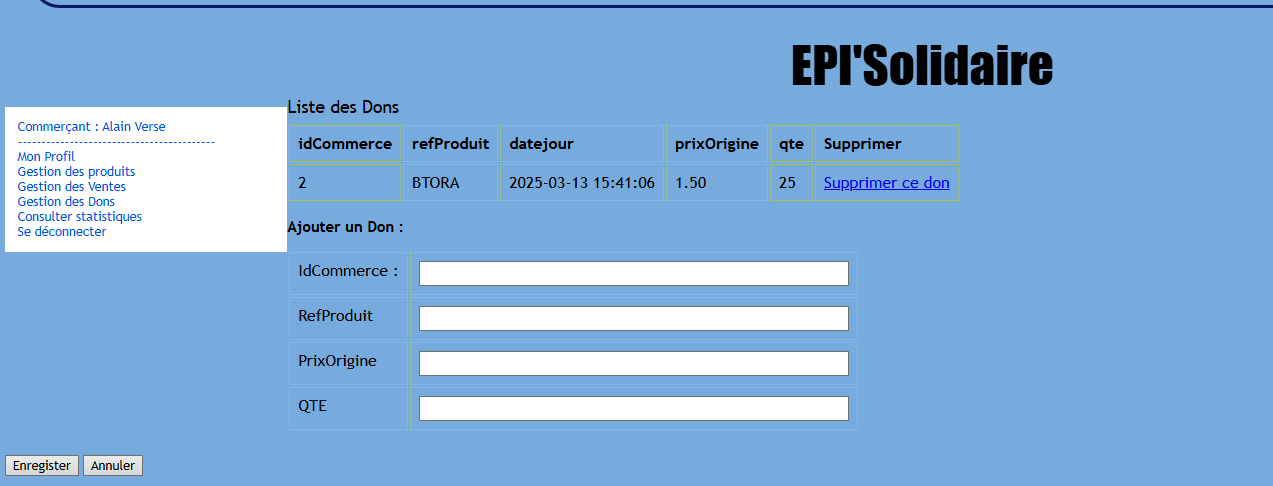 EPI'Solidaire
Commerçant : Alain Verse
------------------------------------------
Mon Profil
Gestion des produits
Gestion des Ventes
Gestion des Dons
Consulter statistiques
Se déconnecter
Liste des Dons
idCommerce refProduit datejour prixOrigine qte Supprimer
2 BTORA 2025-03-13 15:41:06 1.50 25 Supprimer ce don
Ajouter un Don :
IdCommerce :
RefProduit
PrixOrigine
QTE
Enregister Annuler